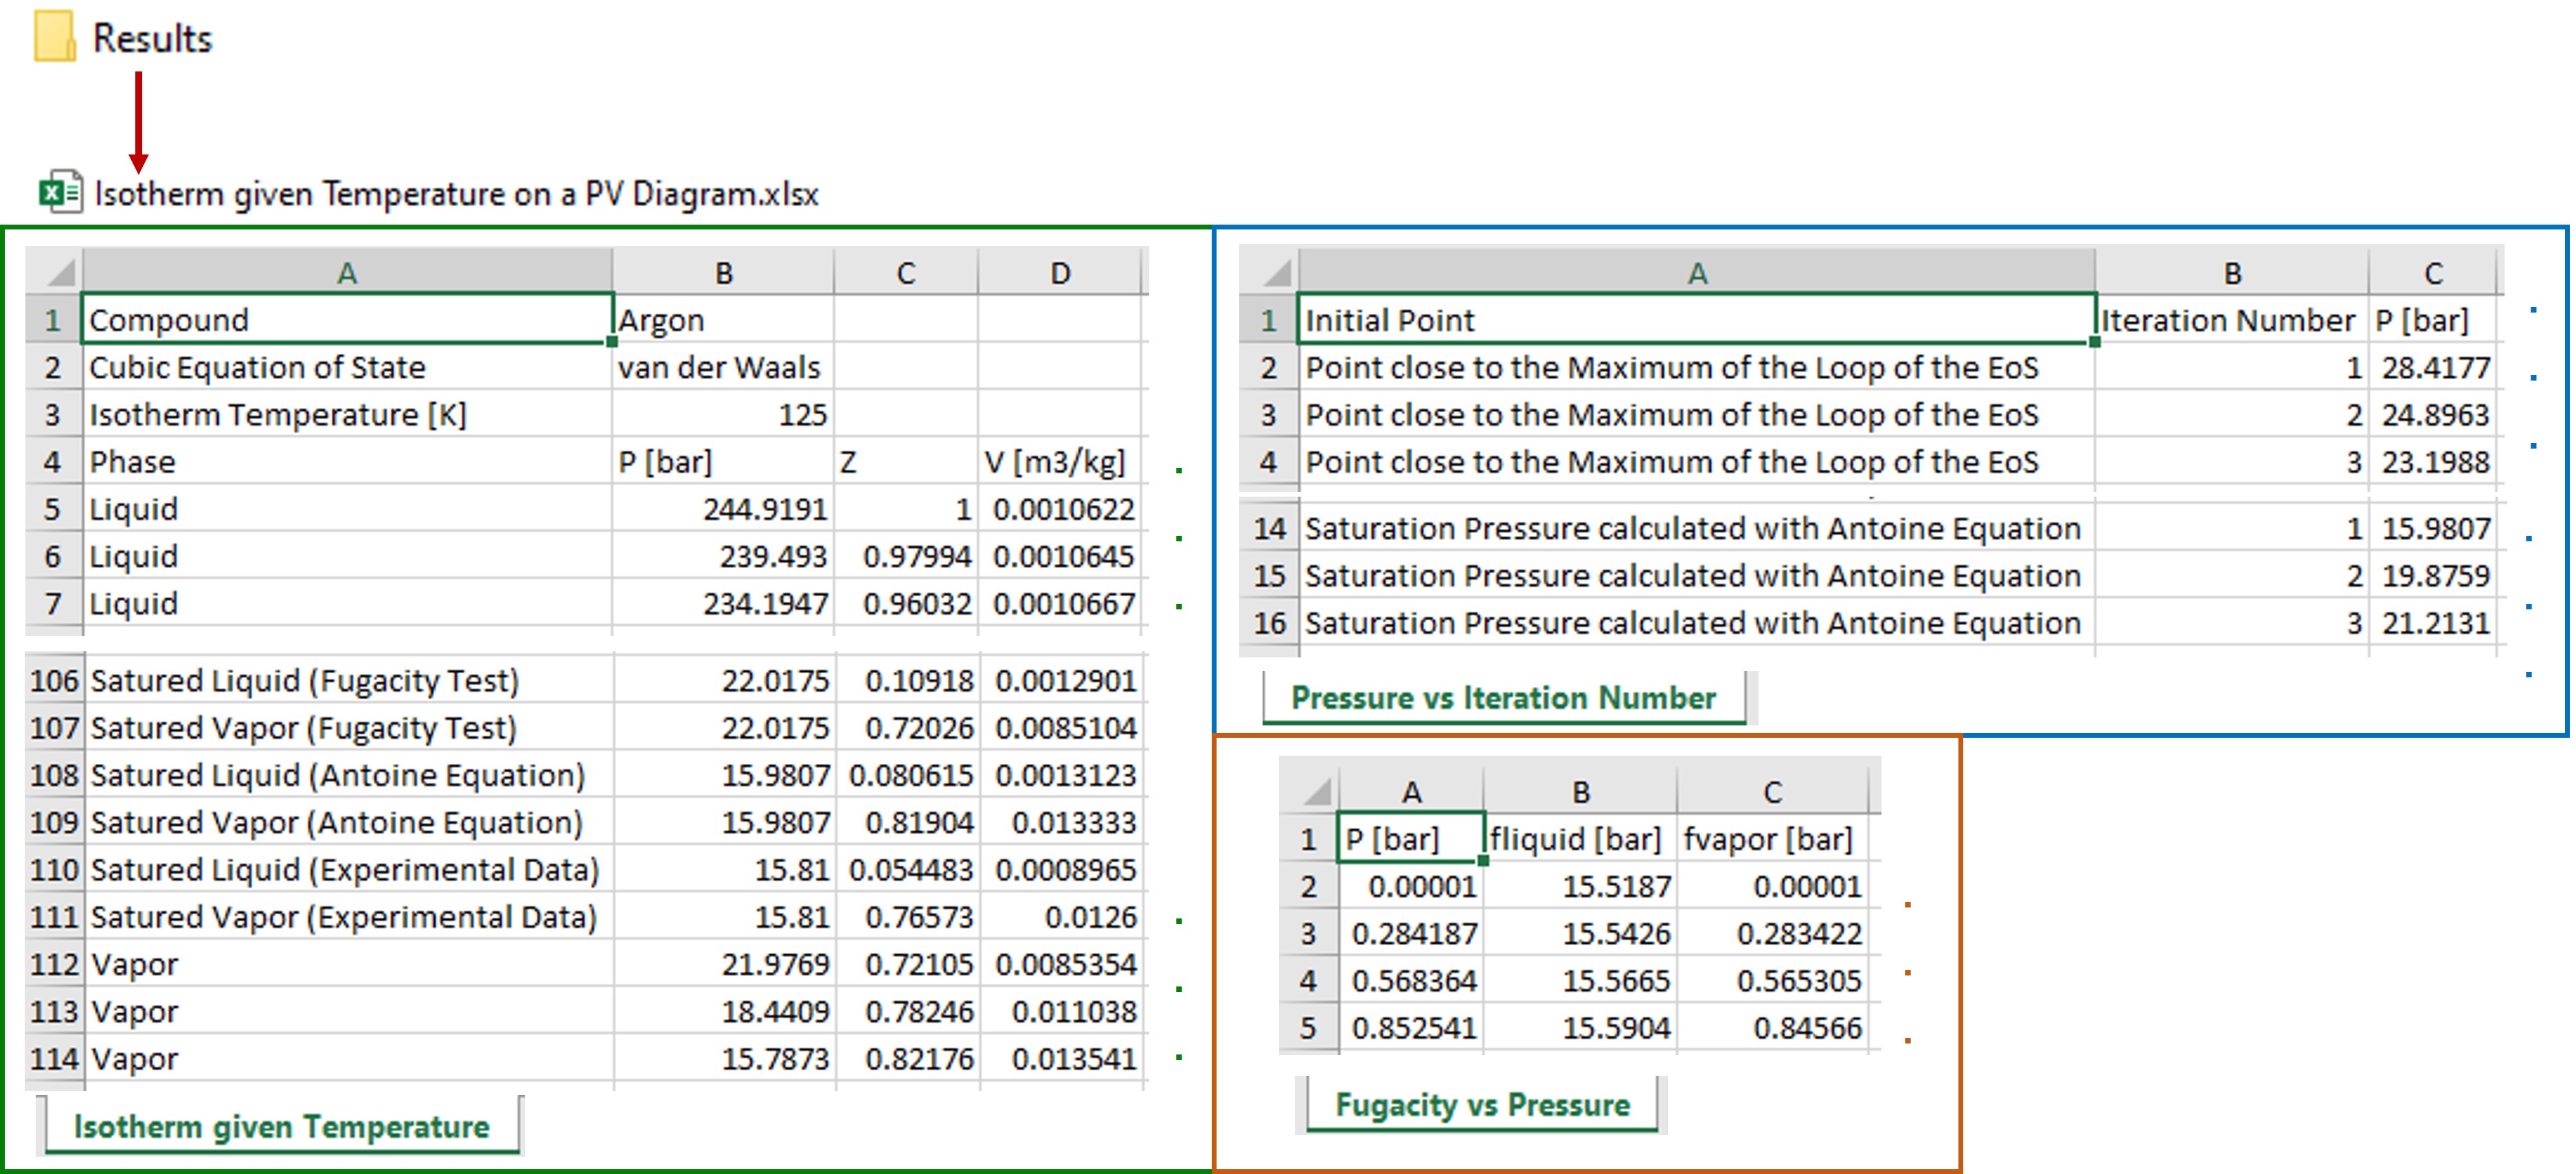 Results
Isotherm given Temperature on a PV Diagram.xlsx
A B C D
1 Compound Argon
2 Cubic Equation of State van der Waals
3 Isotherm Temperature [K] 125
4 Phase P [bar] Z V [m3/kg]
5 Liquid 244.9191 1 0.0010622
6 Liquid 239.493 0.97994 0.0010645
7 Liquid 234.1947 0.96032 0.0010667
106 Satured Liquid (Fugacity Test) 22.0175 0.10918 0.0012901
107 Satured Vapor (Fugacity Test) 22.0175 0.72026 0.0085104
108 Satured Liquid (Antoine Equation) 15.9807 0.080615 0.0013123
109 Satured Vapor (Antoine Equation) 15.9807 0.81904 0.013333
110 Satured Liquid (Experimental Data) 15.81 0.054483 0.0008965
111 Satured Vapor (Experimental Data) 15.81 0.76573 0.0126
112 Vapor 21.9769 0.72105 0.0085354
113 Vapor 18.4409 0.78246 0.011038
114 Vapor 15.7873 0.82176 0.013541
Isotherm given Temperature
A B C
1 Initial Point Iteration Number P [bar]
2 Point close to the Maximum of the Loop of the EoS 1 28.4177
3 Point close to the Maximum of the Loop of the EoS 2 24.8963
4 Point close to the Maximum of the Loop of the EoS 3 23.1988
14 Saturation Pressure calculated with Antoine Equation 1 15.9807
15 Saturation Pressure calculated with Antoine Equation 2 19.8759
16 Saturation Pressure calculated with Antoine Equation 3 21.2131
Pressure vs Iteration Number
A B C
1 P [bar] fliquid [bar] fvapor [bar]
2 0.00001 15.5187 0.00001
3 0.284187 15.5426 0.283422
4 0.568364 15.5665 0.565305
5 0.852541 15.5904 0.84566
Fugacity vs Pressure